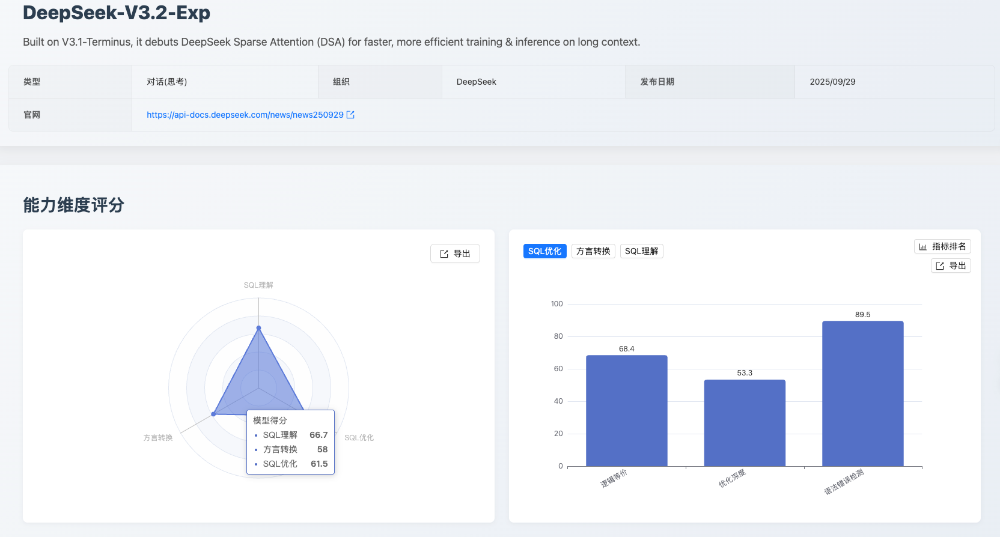 DeepSeek-V3.2-Exp
Built on V3.1-Terminus, it debuts DeepSeek Sparse Attention (DSA) for faster, more efficient training & inference on long context.
类型 对话(思考) 组织 DeepSeek 发布日期 2025/09/29
官网 https://api-docs.deepseek.com/news/news250929
能力维度评分
导出
SQL理解
方言转换
SQL优化
模型得分
SQL理解 66.7
方言转换 58
SQL优化 61.5
SQL优化 方言转换 SQL理解
指标排名
导出
100
80
60
40
20
0
68.4
53.3
89.5
逻辑等价
优化深度
语法错误检测